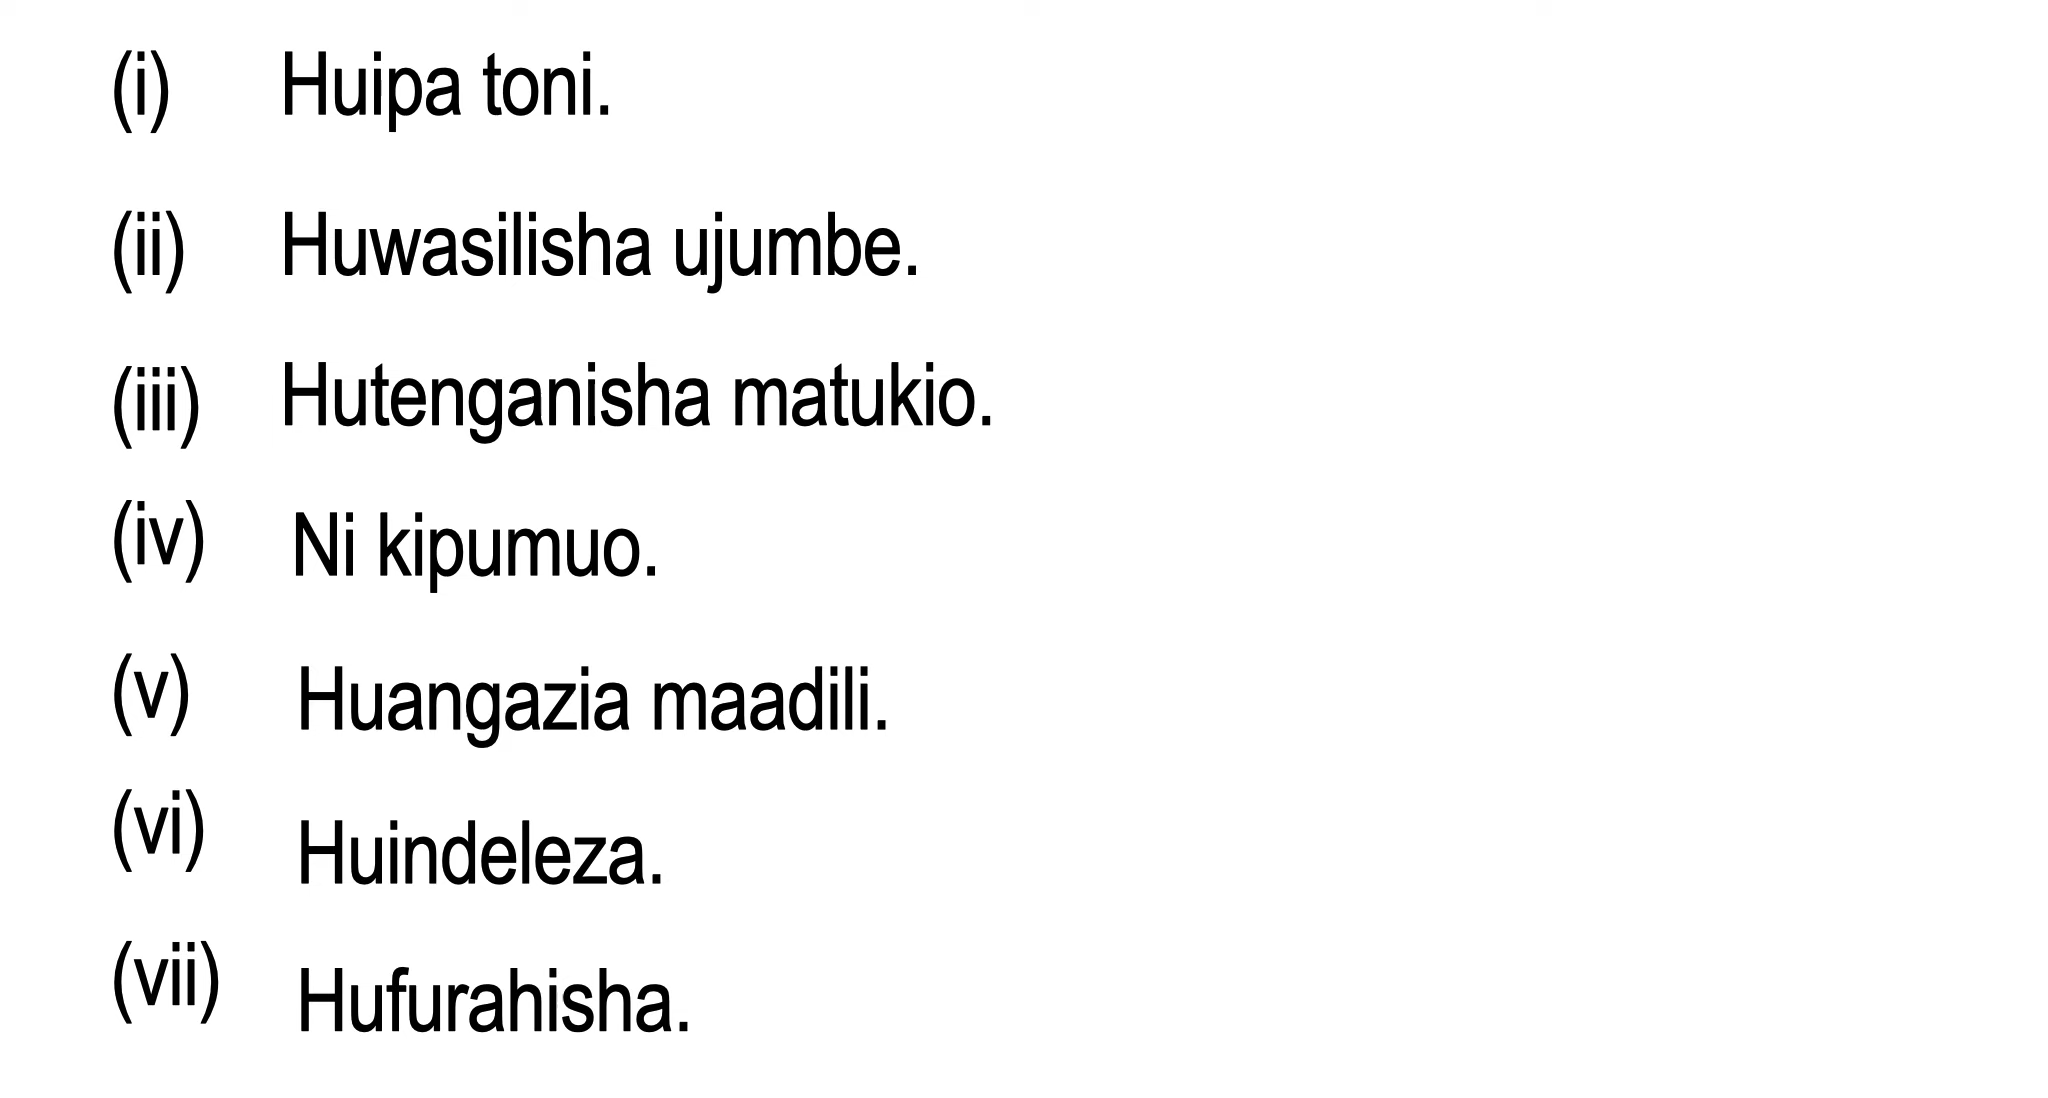 (i) Huipa toni.
(ii) Huwasilisha ujumbe.
(iii) Hutenganisha matukio.
(iv) Ni kipumuo.
(v) Huangazia maadili.
(vi) Huindeleza.
(vii) Hufurahisha.